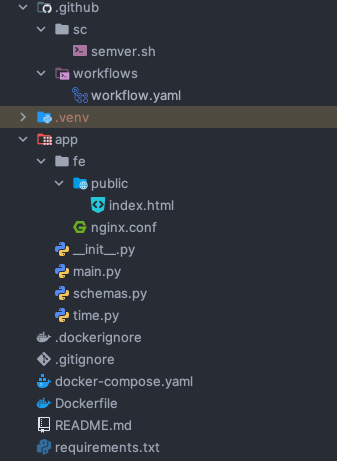 .github
sc
semver.sh
workflows
workflow.yaml
.venv
app
fe
public
index.html
nginx.conf
__init__.py
main.py
schemas.py
time.py
.dockerignore
.gitignore
docker-compose.yaml
Dockerfile
README.md
requirements.txt